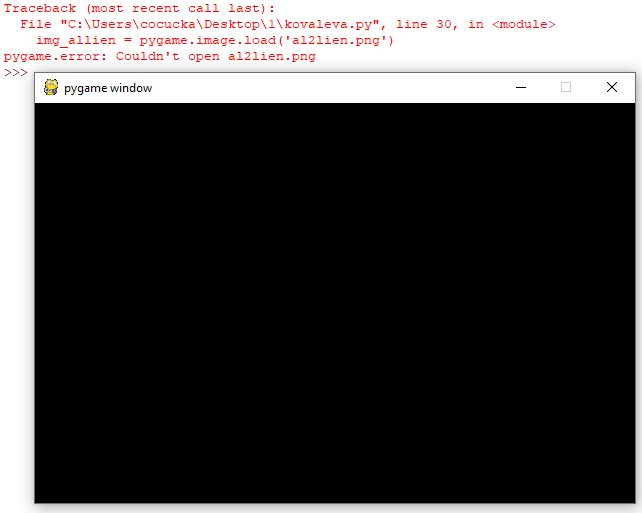 Traceback (most recent call last):
  File "C:\Users\cocucka\Desktop\1\kovaleva.py", line 30, in <module>
    img_allien = pygame.image.load('al2lien.png')
pygame.error: Couldn't open al2lien.png
>>>
pygame window